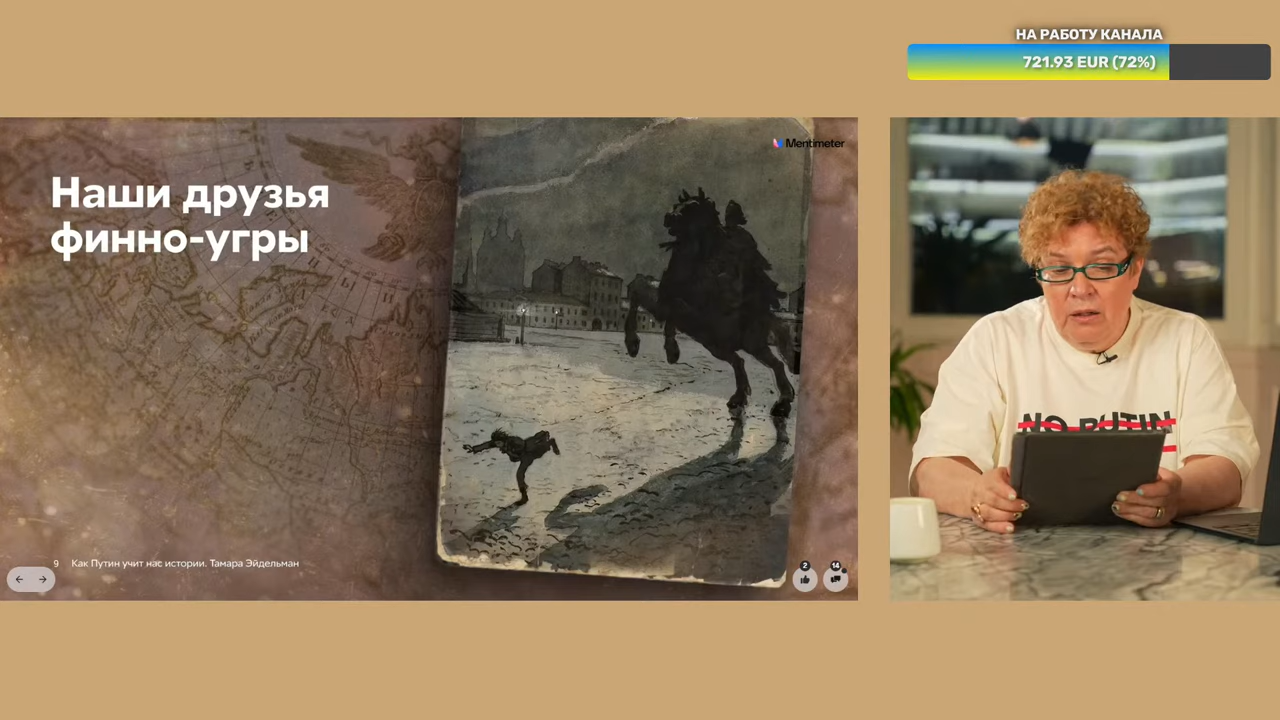 НА РАБОТУ КАНАЛА
721.93 EUR (72%)
Mentimeter
Наши друзья
финно-угры
NO PUTIN
9 Как Путин учит нас истории. Тамара Эйдельман
2 14